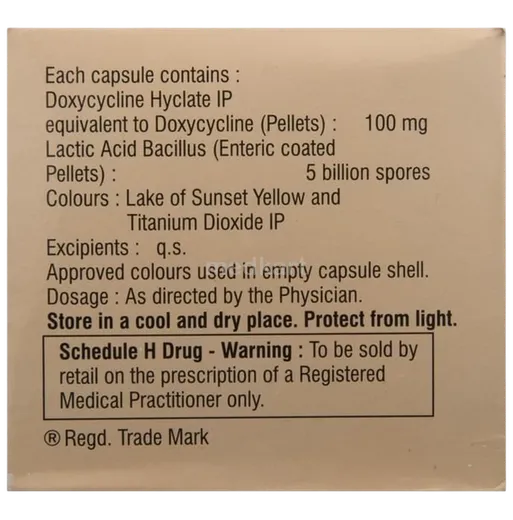 Each capsule contains :
Doxycycline Hyclate IP
equivalent to Doxycycline (Pellets) : 100 mg
Lactic Acid Bacillus (Enteric coated
Pellets) : 5 billion spores
Colours : Lake of Sunset Yellow and
Titanium Dioxide IP
Excipients : q.s.
medkart
Approved colours used in empty capsule shell.
Dosage : As directed by the Physician.
Store in a cool and dry place. Protect from light.
Schedule H Drug - Warning : To be sold by
retail on the prescription of a Registered
Medical Practitioner only.
® Regd. Trade Mark